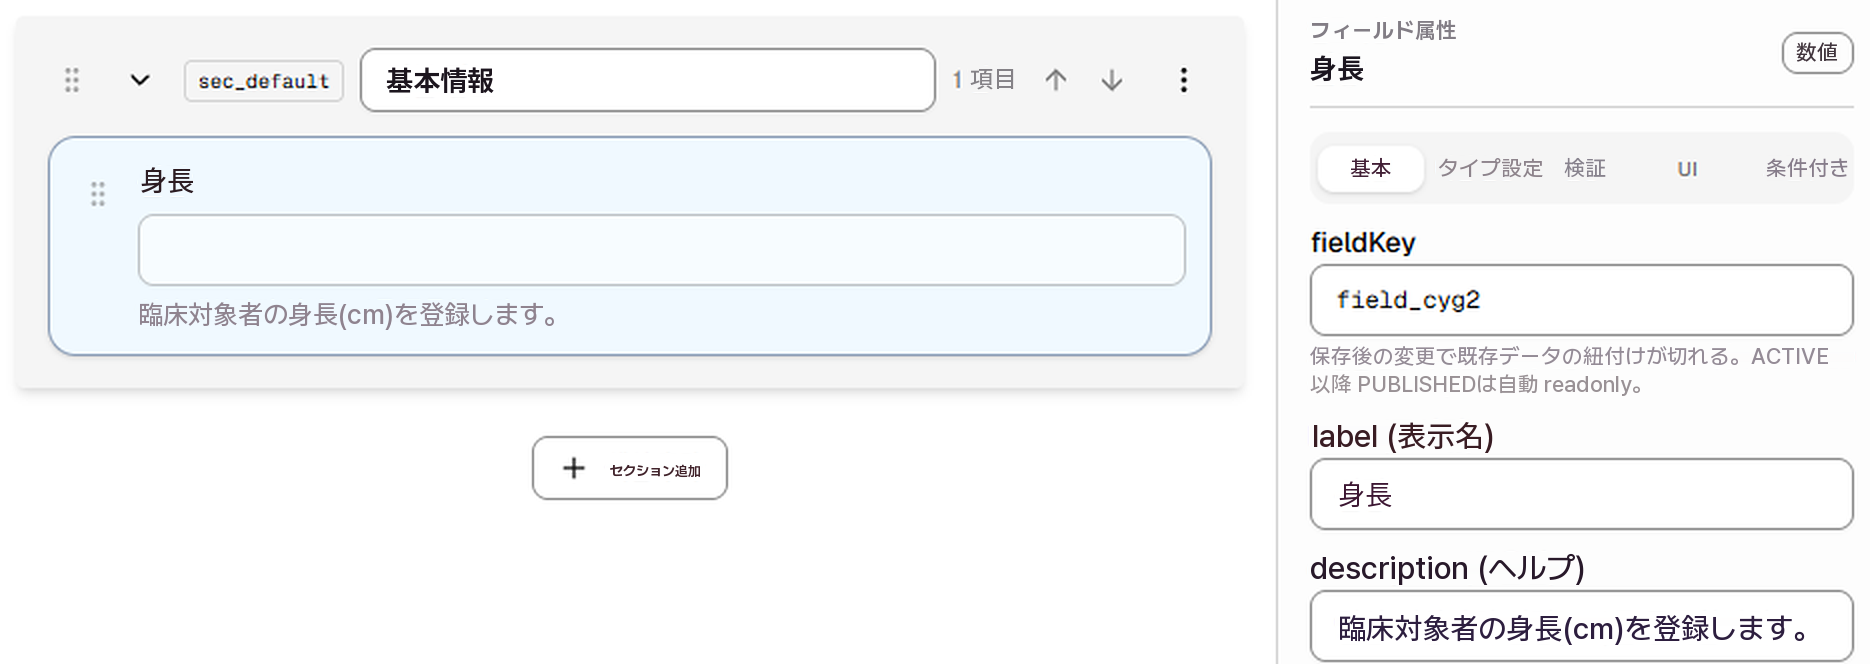 sec_default
基本情報
1 項目
身長
臨床対象者の身長(cm)を登録します。
セクション追加
フィールド属性
身長
数値
基本 タイプ設定 検証 UI 条件付き
fieldKey
field_cyg2
保存後の変更で既存データの紐付けが切れる。ACTIVE
以降 PUBLISHEDは自動 readonly。
label (表示名)
身長
description (ヘルプ)
臨床対象者の身長(cm)を登録します。